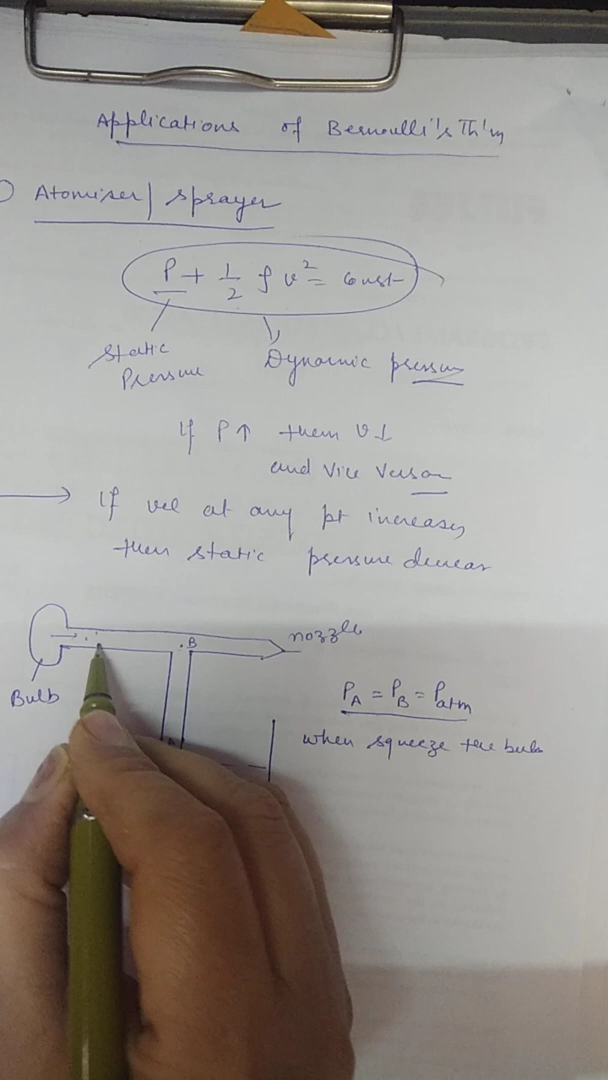 Applications of Bernoulli's Th'm
Atomiser / sprayer
P + 1/2 ρ v² = const
Static Pressure
Dynamic pressure
If P↑ then v↓
and vice versa
→ If vel at any pt increases,
then static pressure decreas
nozzle
.B
Bulb
P_A = P_B = P_atm
when squeeze the bulb